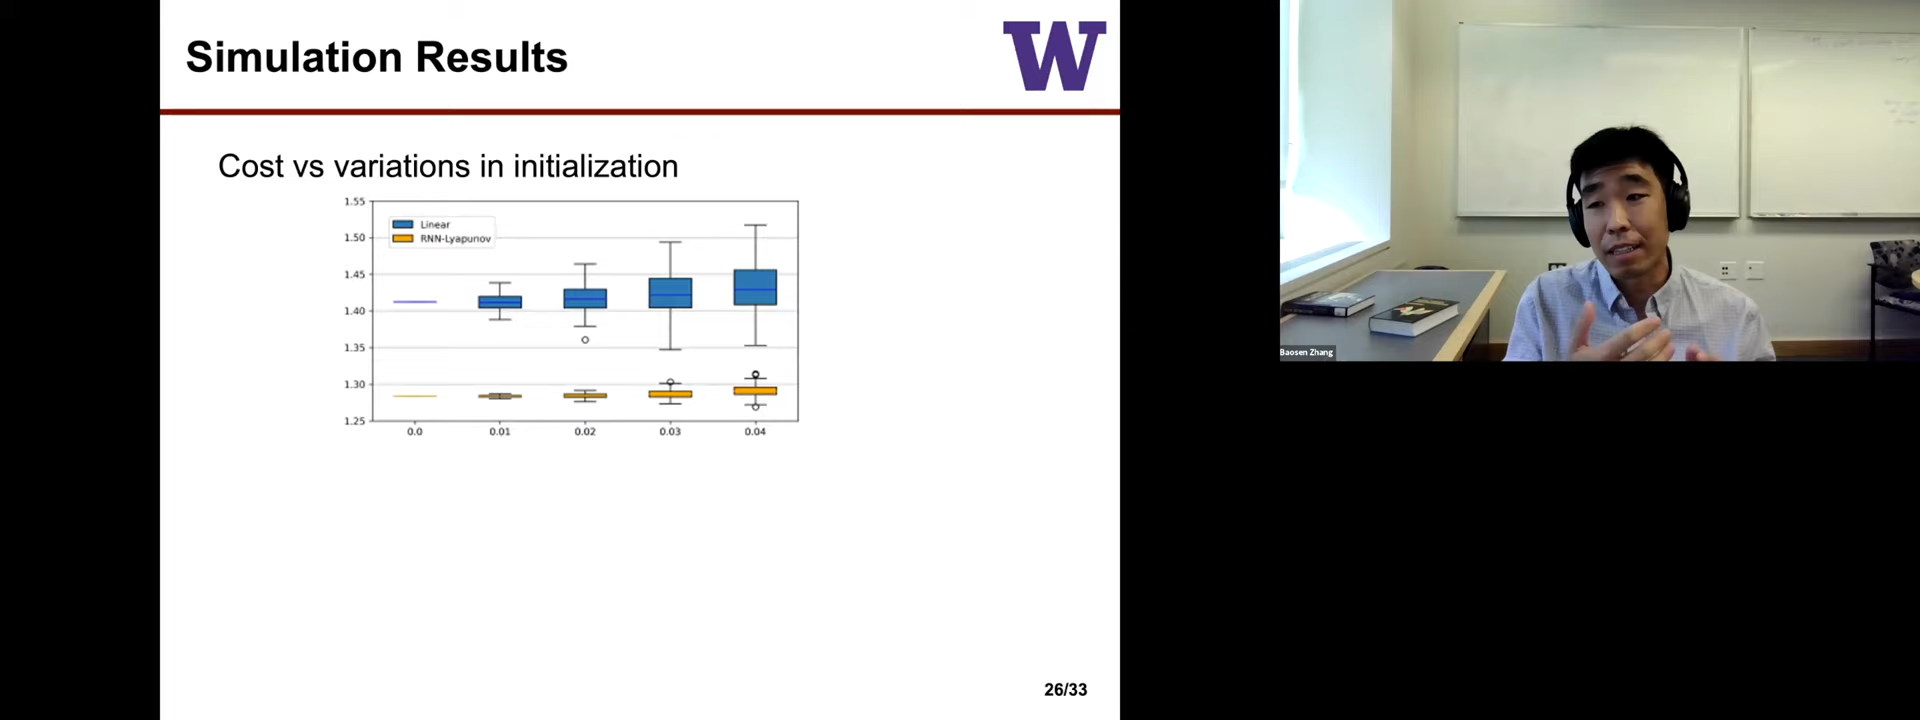 Simulation Results
W
Cost vs variations in initialization
1.55
1.50
1.45
1.40
1.35
1.30
1.25
Linear
RNN-Lyapunov
0.0
0.01
0.02
0.03
0.04
26/33
Baosen Zhang